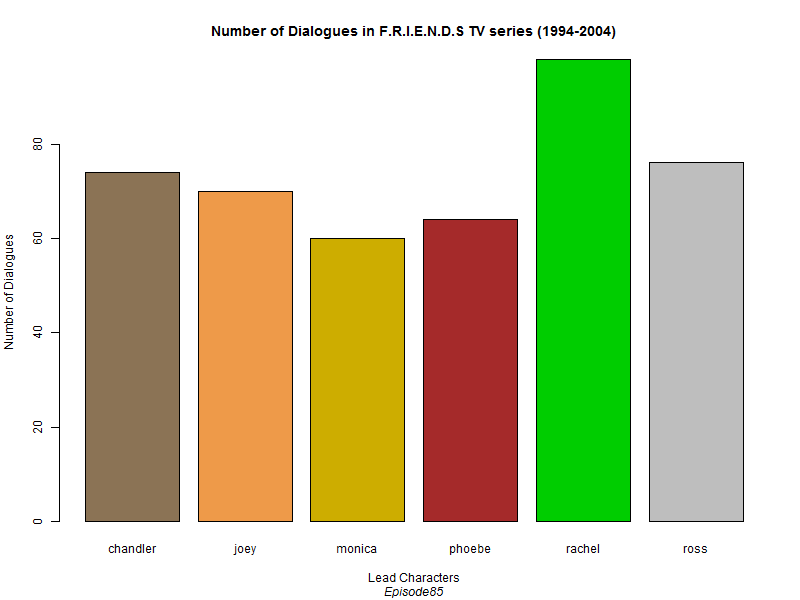 Number of Dialogues in F.R.I.E.N.D.S TV series (1994-2004)
Number of Dialogues
80
60
40
20
0
chandler joey monica phoebe rachel ross
Lead Characters
Episode85